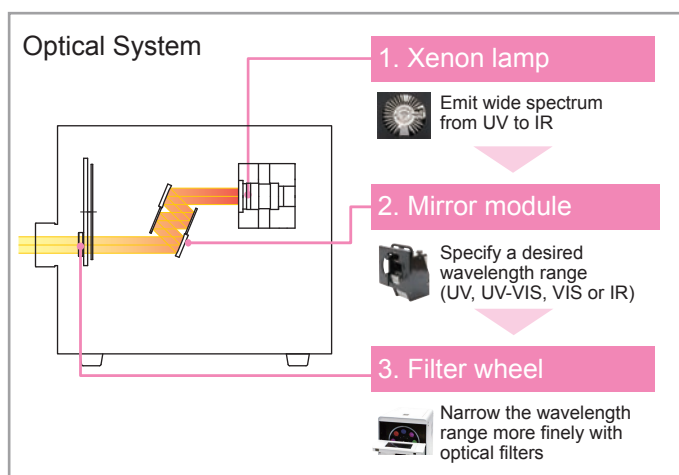 Optical System
1. Xenon lamp
Emit wide spectrum
from UV to IR
2. Mirror module
Specify a desired
wavelength range
(UV, UV-VIS, VIS or IR)
3. Filter wheel
Narrow the wavelength
range more finely with
optical filters